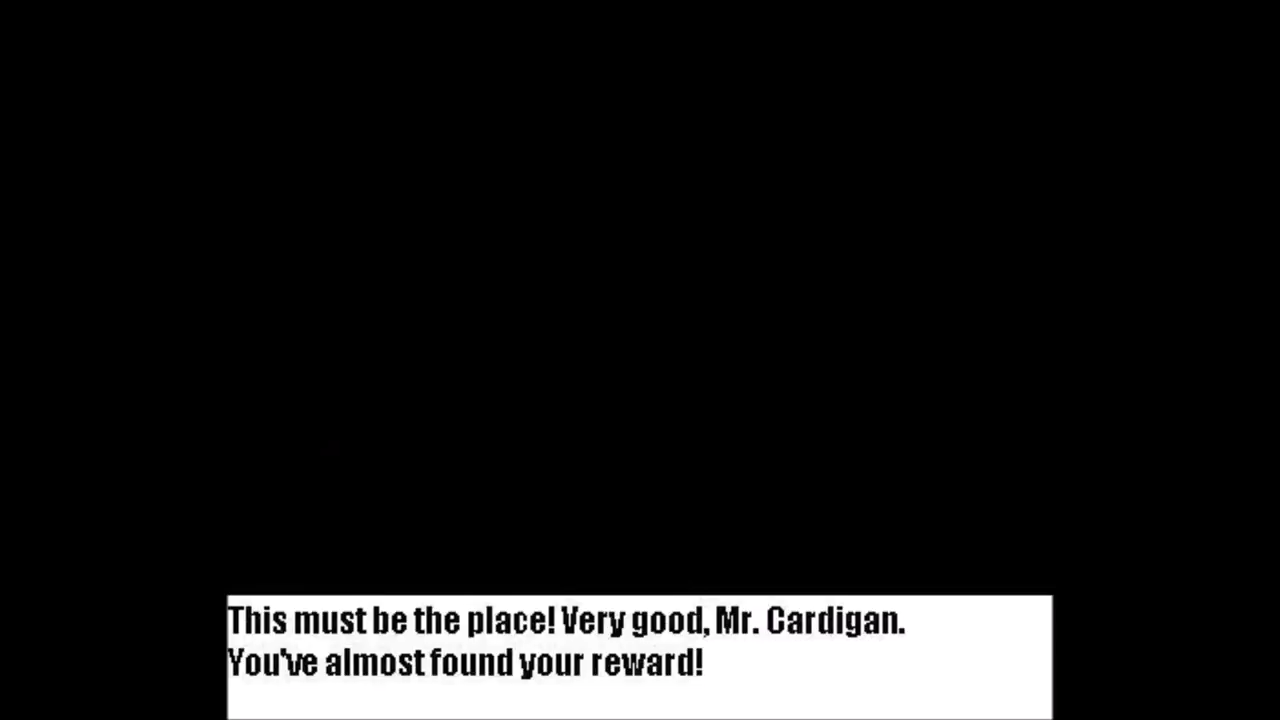 This must be the place! Very good, Mr. Cardigan.
You've almost found your reward!